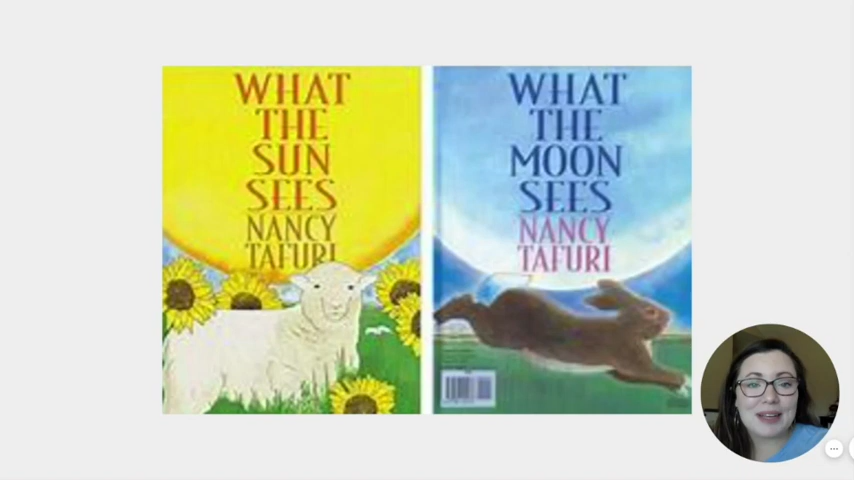 WHAT
THE
SUN
SEES
NANCY
TAFURI
WHAT
THE
MOON
SEES
NANCY
TAFURI